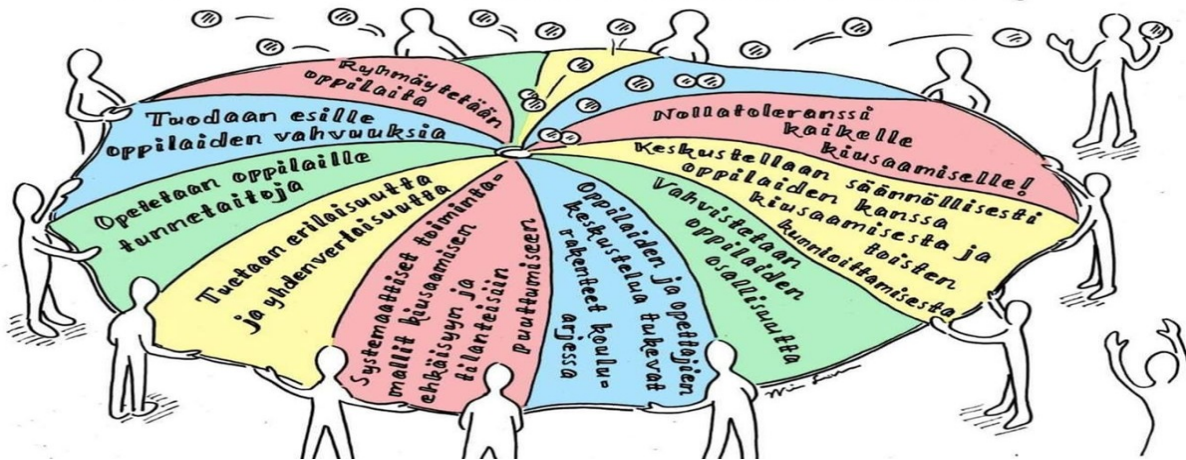 Ryhmäytetään
oppilaita
Tuodaan esille
oppilaiden vahvuuksia
Opetetaan oppilaille
tunnetaitoja
Tuetaan erilaisuutta
ja yhdenvertaisuutta
Systemaattiset toiminta=
mallit kiusaamisen
ehkäisyyn ja
tilanteisiin
puuttumiseen
Oppilaiden ja opettajien
keskustelua tukevat
rakenteet koulu=
arjessa
Vahvistetaan
oppilaiden
osallisuutta
Keskustellaan säännöllisesti
oppilaiden kanssa
kiusaamisesta ja
toisten
kunnioittamisesta
Nollatoleranssi
kaikelle
kiusaamiselle!